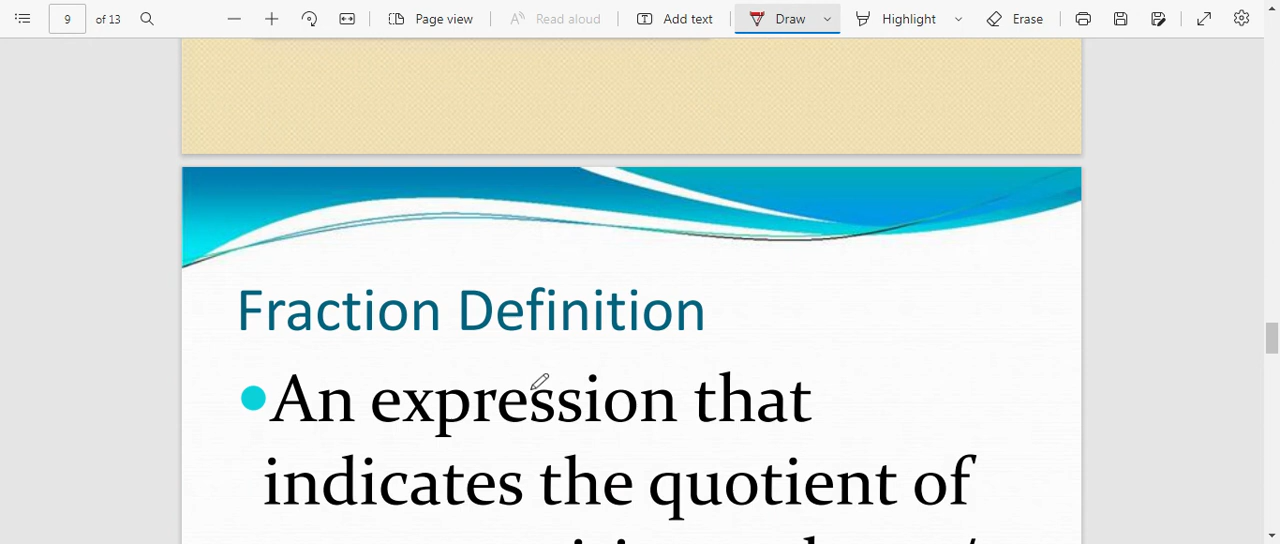 9 of 13 Page view Read aloud Add text Draw Highlight Erase
Fraction Definition
An expression that
indicates the quotient of